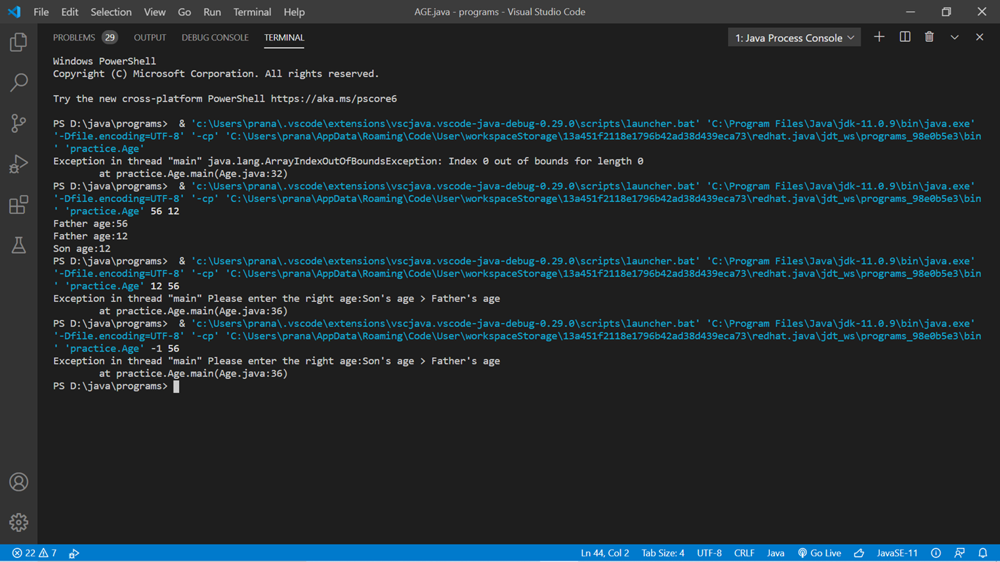 File Edit Selection View Go Run Terminal Help AGE.java - programs - Visual Studio Code
PROBLEMS 29 OUTPUT DEBUG CONSOLE TERMINAL 1: Java Process Console
Windows PowerShell
Copyright (C) Microsoft Corporation. All rights reserved.
Try the new cross-platform PowerShell https://aka.ms/pscore6
PS D:\java\programs>  & 'c:\Users\prana\.vscode\extensions\vscjava.vscode-java-debug-0.29.0\scripts\launcher.bat' 'C:\Program Files\Java\jdk-11.0.9\bin\java.exe'
'-Dfile.encoding=UTF-8' '-cp' 'C:\Users\prana\AppData\Roaming\Code\User\workspaceStorage\13a451f2118e1796b42ad38d439eca73\redhat.java\jdt_ws\programs_98e0b5e3\bin
' 'practice.Age'
Exception in thread "main" java.lang.ArrayIndexOutOfBoundsException: Index 0 out of bounds for length 0
        at practice.Age.main(Age.java:32)
PS D:\java\programs>  & 'c:\Users\prana\.vscode\extensions\vscjava.vscode-java-debug-0.29.0\scripts\launcher.bat' 'C:\Program Files\Java\jdk-11.0.9\bin\java.exe'
'-Dfile.encoding=UTF-8' '-cp' 'C:\Users\prana\AppData\Roaming\Code\User\workspaceStorage\13a451f2118e1796b42ad38d439eca73\redhat.java\jdt_ws\programs_98e0b5e3\bin
' 'practice.Age' 56 12
Father age:56
Father age:12
Son age:12
PS D:\java\programs>  & 'c:\Users\prana\.vscode\extensions\vscjava.vscode-java-debug-0.29.0\scripts\launcher.bat' 'C:\Program Files\Java\jdk-11.0.9\bin\java.exe'
'-Dfile.encoding=UTF-8' '-cp' 'C:\Users\prana\AppData\Roaming\Code\User\workspaceStorage\13a451f2118e1796b42ad38d439eca73\redhat.java\jdt_ws\programs_98e0b5e3\bin
' 'practice.Age' 12 56
Exception in thread "main" Please enter the right age:Son's age > Father's age
        at practice.Age.main(Age.java:36)
PS D:\java\programs>  & 'c:\Users\prana\.vscode\extensions\vscjava.vscode-java-debug-0.29.0\scripts\launcher.bat' 'C:\Program Files\Java\jdk-11.0.9\bin\java.exe'
'-Dfile.encoding=UTF-8' '-cp' 'C:\Users\prana\AppData\Roaming\Code\User\workspaceStorage\13a451f2118e1796b42ad38d439eca73\redhat.java\jdt_ws\programs_98e0b5e3\bin
' 'practice.Age' -1 56
Exception in thread "main" Please enter the right age:Son's age > Father's age
        at practice.Age.main(Age.java:36)
PS D:\java\programs>
22 7 Ln 44, Col 2 Tab Size: 4 UTF-8 CRLF Java Go Live JavaSE-11